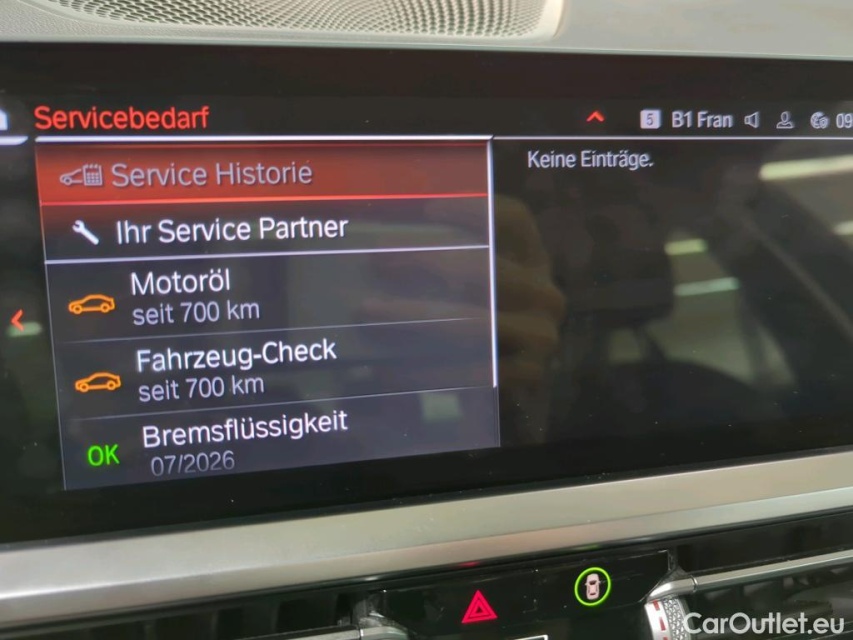 Servicebedarf
5 B1 Fran 09
Service Historie
Keine Einträge.
Ihr Service Partner
Motoröl
seit 700 km
Fahrzeug-Check
seit 700 km
OK Bremsflüssigkeit
07/2026
CarOutlet.eu